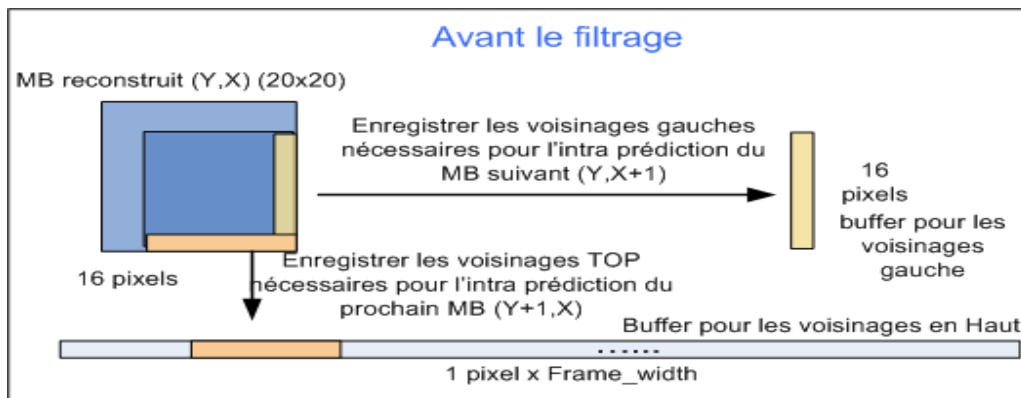 Avant le filtrage
MB reconstruit (Y,X) (20x20)
Enregistrer les voisinages gauches
nécessaires pour l'intra prédiction du
MB suivant (Y,X+1)
16
pixels
buffer pour les
voisinages
gauche
16 pixels
Enregistrer les voisinages TOP
nécessaires pour l'intra prédiction du
prochain MB (Y+1,X)
Buffer pour les voisinages en Haut
......
1 pixel x Frame_width